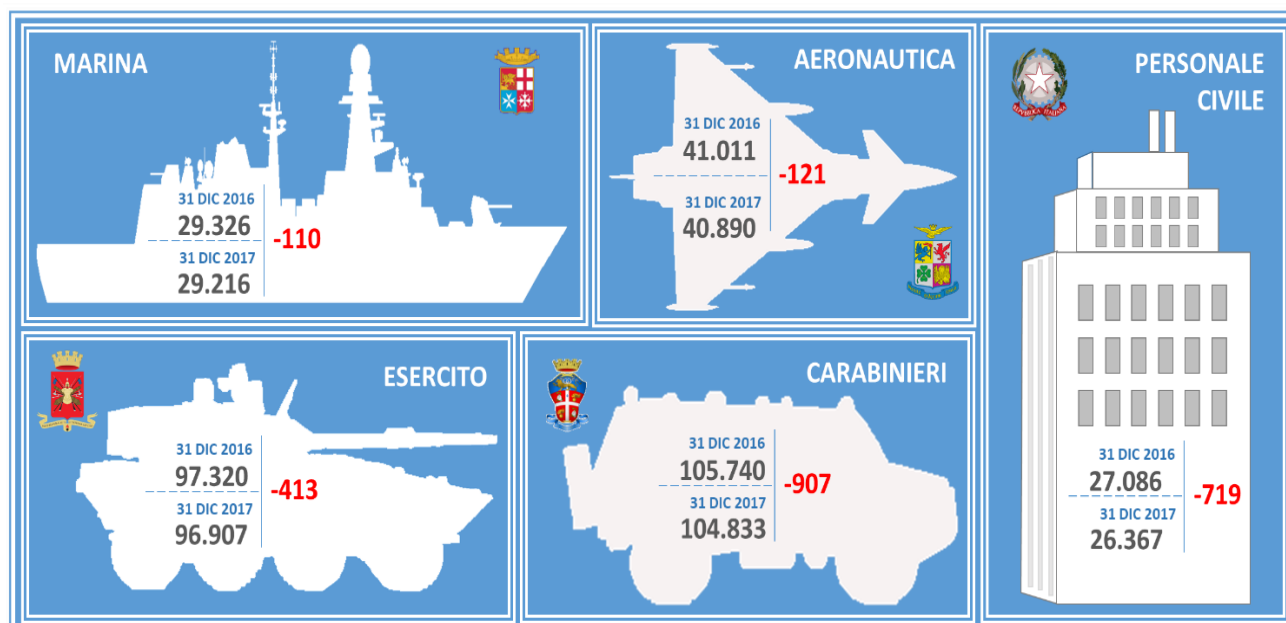 MARINA
31 DIC 2016
29.326
-110
31 DIC 2017
29.216
AERONAUTICA
31 DIC 2016
41.011
-121
31 DIC 2017
40.890
PERSONALE
CIVILE
31 DIC 2016
27.086
-719
31 DIC 2017
26.367
ESERCITO
31 DIC 2016
97.320
-413
31 DIC 2017
96.907
CARABINIERI
31 DIC 2016
105.740
-907
31 DIC 2017
104.833